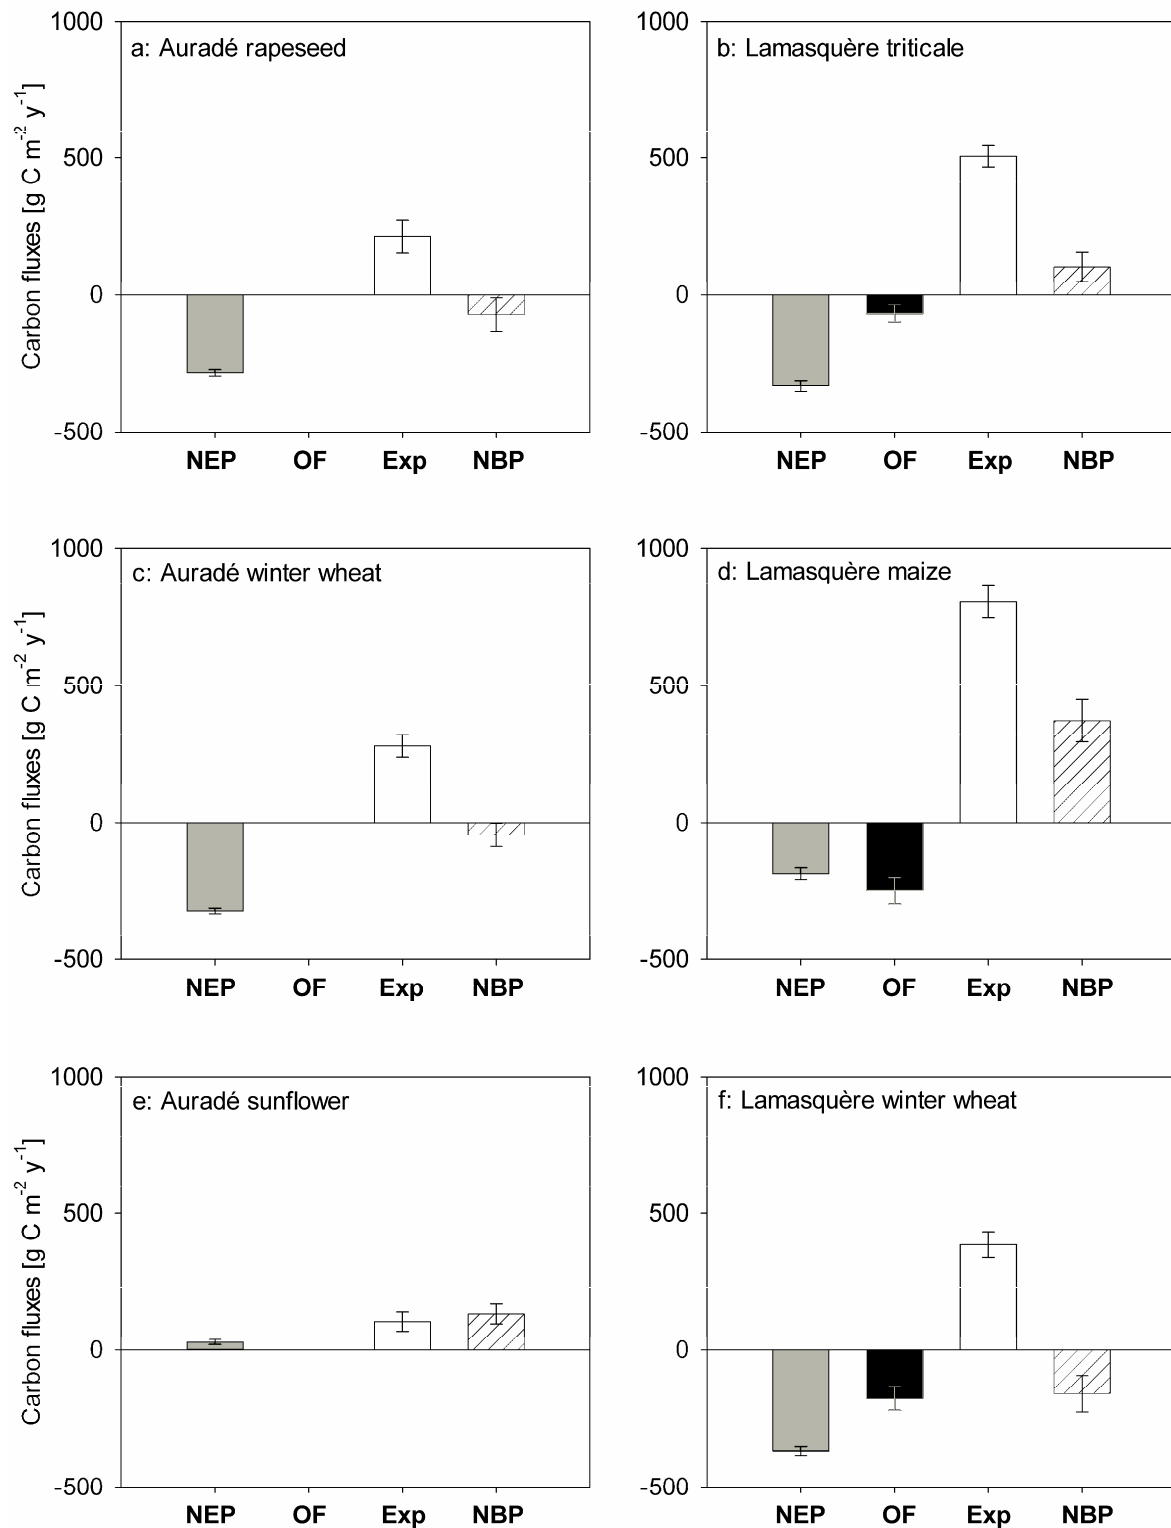 a: Auradé rapeseed
1000
500
0
-500
Carbon fluxes [g C m-2 y-1]
NEP OF Exp NBP
b: Lamasquère triticale
1000
500
0
-500
NEP OF Exp NBP
c: Auradé winter wheat
1000
500
0
-500
Carbon fluxes [g C m-2 y-1]
NEP OF Exp NBP
d: Lamasquère maize
1000
500
0
-500
NEP OF Exp NBP
e: Auradé sunflower
1000
500
0
-500
Carbon fluxes [g C m-2 y-1]
NEP OF Exp NBP
f: Lamasquère winter wheat
1000
500
0
-500
NEP OF Exp NBP